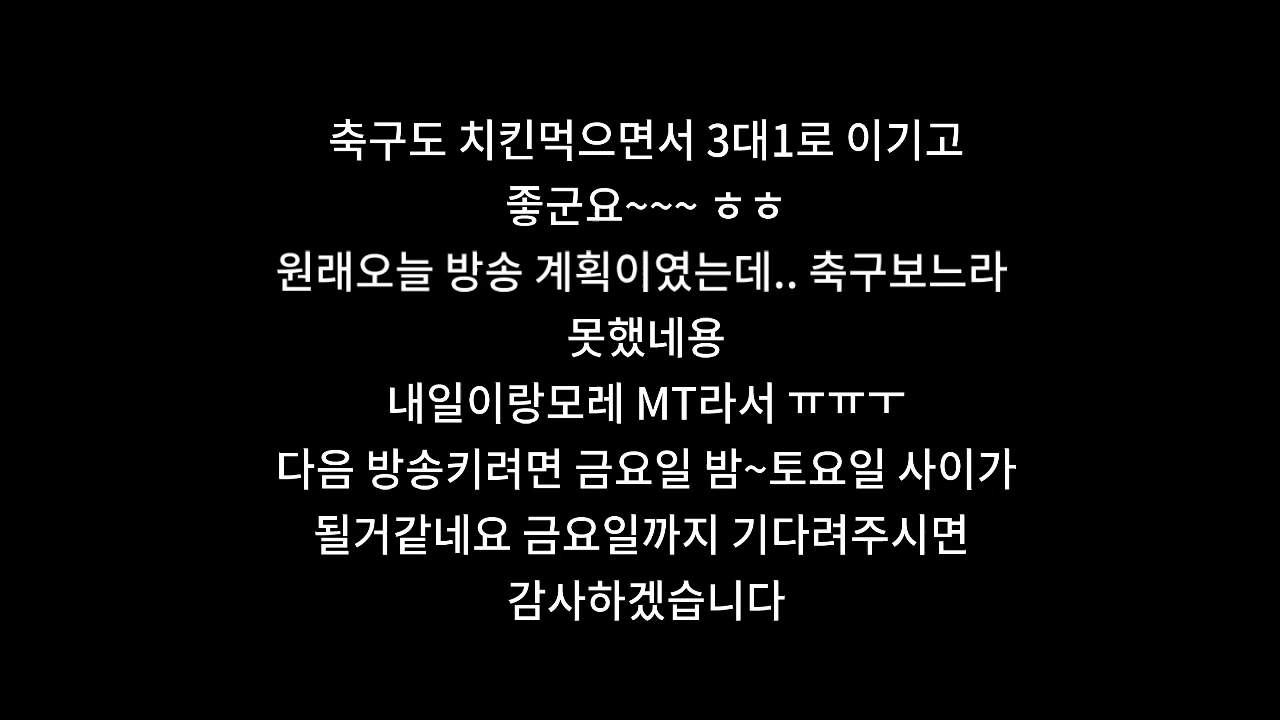 축구도 치킨먹으면서 3대1로 이기고
좋군요~~~ ㅎㅎ
원래오늘 방송 계획이였는데.. 축구보느라
못했네용
내일이랑모레 MT라서 ㅠㅠㅜ
다음 방송키려면 금요일 밤~토요일 사이가
될거같네요 금요일까지 기다려주시면
감사하겠습니다